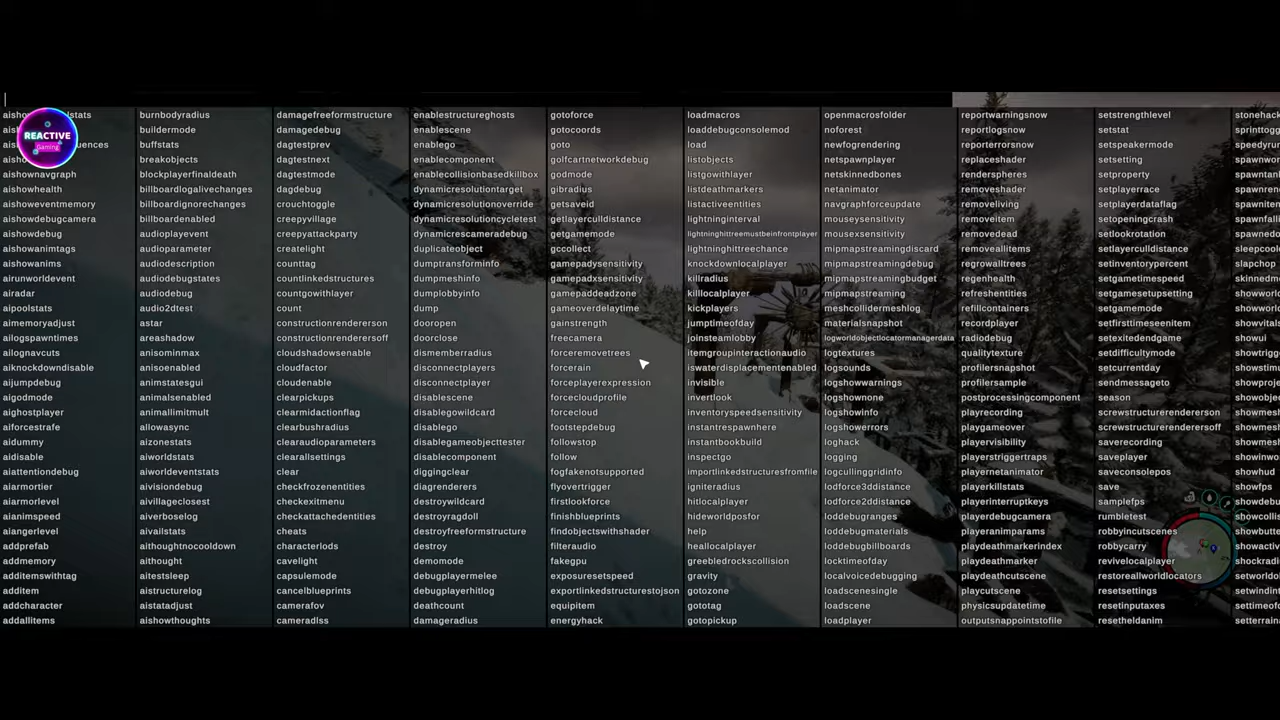 REACTIVE
Gaming
aishownavgraph
aishowhealth
aishoweventmemory
aishowdebugcamera
aishowdebug
aishowanimtags
aishowanims
airunworldevent
airadar
aipoolstats
aimemoryadjust
ailogspawntimes
ailognavcuts
aiknockdowndisable
aijumpdebug
aigodmode
aighostplayer
aiforcestrafe
aidummy
aidisable
aiattentiondebug
aiarmortier
aiarmorlevel
aianimspeed
aiangerlevel
addprefab
addmemory
additemswithtag
additem
addcharacter
addallitems
burnbodyradius
buildermode
buffstats
breakobjects
blockplayerfinaldeath
billboardlogalivechanges
billboardignorechanges
billboardenabled
audioplayevent
audioparameter
audiodescription
audiodebugstates
audiodebug
audio2dtest
astar
areashadow
anisominmax
anisoenabled
animstatesgui
animalsenabled
animallimitmult
allowasync
aizonestats
aiworldstats
aiworldeventstats
aivisiondebug
aivillageclosest
aiverboselog
aivailstats
aithoughtnocooldown
aithought
aitestsleep
aistructurelog
aistatadjust
aishowthoughts
damagefreeformstructure
damagedebug
dagtestprev
dagtestnext
dagtestmode
dagdebug
crouchtoggle
creepyvillage
creepyattackparty
createlight
counttag
countlinkedstructures
countgowithlayer
count
constructionrendererson
constructionrenderersoff
cloudshadowsenable
cloudfactor
cloudenable
clearpickups
clearmidactionflag
clearbushradius
clearaudioparameters
clearallsettings
clear
checkfrozenentities
checkexitmenu
checkattachedentities
cheats
characterlods
cavelight
capsulemode
cancelblueprints
camerafov
cameradlss
enablestructureghosts
enablescene
enablego
enablecomponent
enablecollisionbasedkillbox
dynamicresolutiontarget
dynamicresolutionoverride
dynamicresolutioncycletest
dynamicrescameradebug
duplicateobject
dumptransforminfo
dumpmeshinfo
dumplobbyinfo
dump
dooropen
doorclose
dismemberradius
disconnectplayers
disconnectplayer
disablescene
disablegowildcard
disablego
disablegameobjecttester
disablecomponent
diggingclear
diagrenderers
destroywildcard
destroyragdoll
destroyfreeformstructure
destroy
demomode
debugplayermelee
debugplayerhitlog
deathcount
damageradius
gotoforce
gotocoords
goto
golfcartnetworkdebug
godmode
gibradius
getsaveid
getlayerculldistance
getgamemode
gccollect
gamepadysensitivity
gamepadxsensitivity
gamepaddeadzone
gameoverdelaytime
gainstrength
freecamera
forceremovetrees
forcerain
forceplayerexpression
forcecloudprofile
forcecloud
footstepdebug
followstop
follow
fogfakenotsupported
flyovertrigger
firstlookforce
finishblueprints
findobjectswithshader
filteraudio
fakegpu
exposuresetspeed
exportlinkedstructurestojson
equipitem
energyhack
loadmacros
loaddebugconsolemod
load
listobjects
listgowithlayer
listdeathmarkers
listactiveentities
lightninginterval
lightninghittreemustbeinfrontplayer
lightninghittreechance
knockdownlocalplayer
killradius
killlocalplayer
kickplayers
jumptimeofday
joinsteamlobby
itemgroupinteractionaudio
iswaterdisplacementenabled
invisible
invertlook
inventoryspeedsensitivity
instantrespawnhere
instantbookbuild
inspectgo
importlinkedstructuresfromfile
igniteradius
hitlocalplayer
hideworldposfor
help
heallocalplayer
greebledrockscollision
gravity
gotozone
gototag
gotopickup
openmacrosfolder
noforest
newfogrendering
netspawnplayer
netskinnedbones
netanimator
navgraphforceupdate
mouseysensitivity
mousexsensitivity
mipmapstreamingdiscard
mipmapstreamingdebug
mipmapstreamingbudget
mipmapstreaming
meshcollidermeshlog
materialsnapshot
logworldobjectlocatormanagerdata
logtextures
logsounds
logshowwarnings
logshownone
logshowinfo
logshowerrors
loghack
logging
logcullinggridinfo
lodforce3ddistance
lodforce2ddistance
loddebugranges
loddebugmaterials
loddebugbillboards
locktimeofday
localvoicedebugging
loadscenesingle
loadscene
loadplayer
reportwarningsnow
reportlogsnow
reporterrorsnow
replaceshader
renderspheres
removeshader
removeliving
removeitem
removedead
removeallitems
regrowalltrees
regenhealth
refreshentities
refillcontainers
recordplayer
radiodebug
qualitytexture
profilersnapshot
profilersample
postprocessingcomponent
playrecording
playgameover
playervisibility
playerstriggertraps
playernetanimator
playerkillstats
playerinterruptkeys
playerdebugcamera
playeranimparams
playdeathmarkerindex
playdeathmarker
playdeathcutscene
playcutscene
physicsupdatetime
outputsnappointstofile
setstrengthlevel
setstat
setspeakermode
setsetting
setproperty
setplayerrace
setplayerdataflag
setopeningcrash
setlookrotation
setlayerculldistance
setinventorypercent
setgametimespeed
setgamesetupsetting
setgamemode
setfirsttimeseenitem
setexitedendgame
setdifficultymode
setcurrentday
sendmessageto
season
screwstructurerendererson
screwstructurerenderersoff
saverecording
saveplayer
saveconsolepos
save
samplefps
rumbletest
robbyincutscenes
robbycarry
revivelocalplayer
restoreallworldlocators
resetsettings
resetinputaxes
resetheldanim